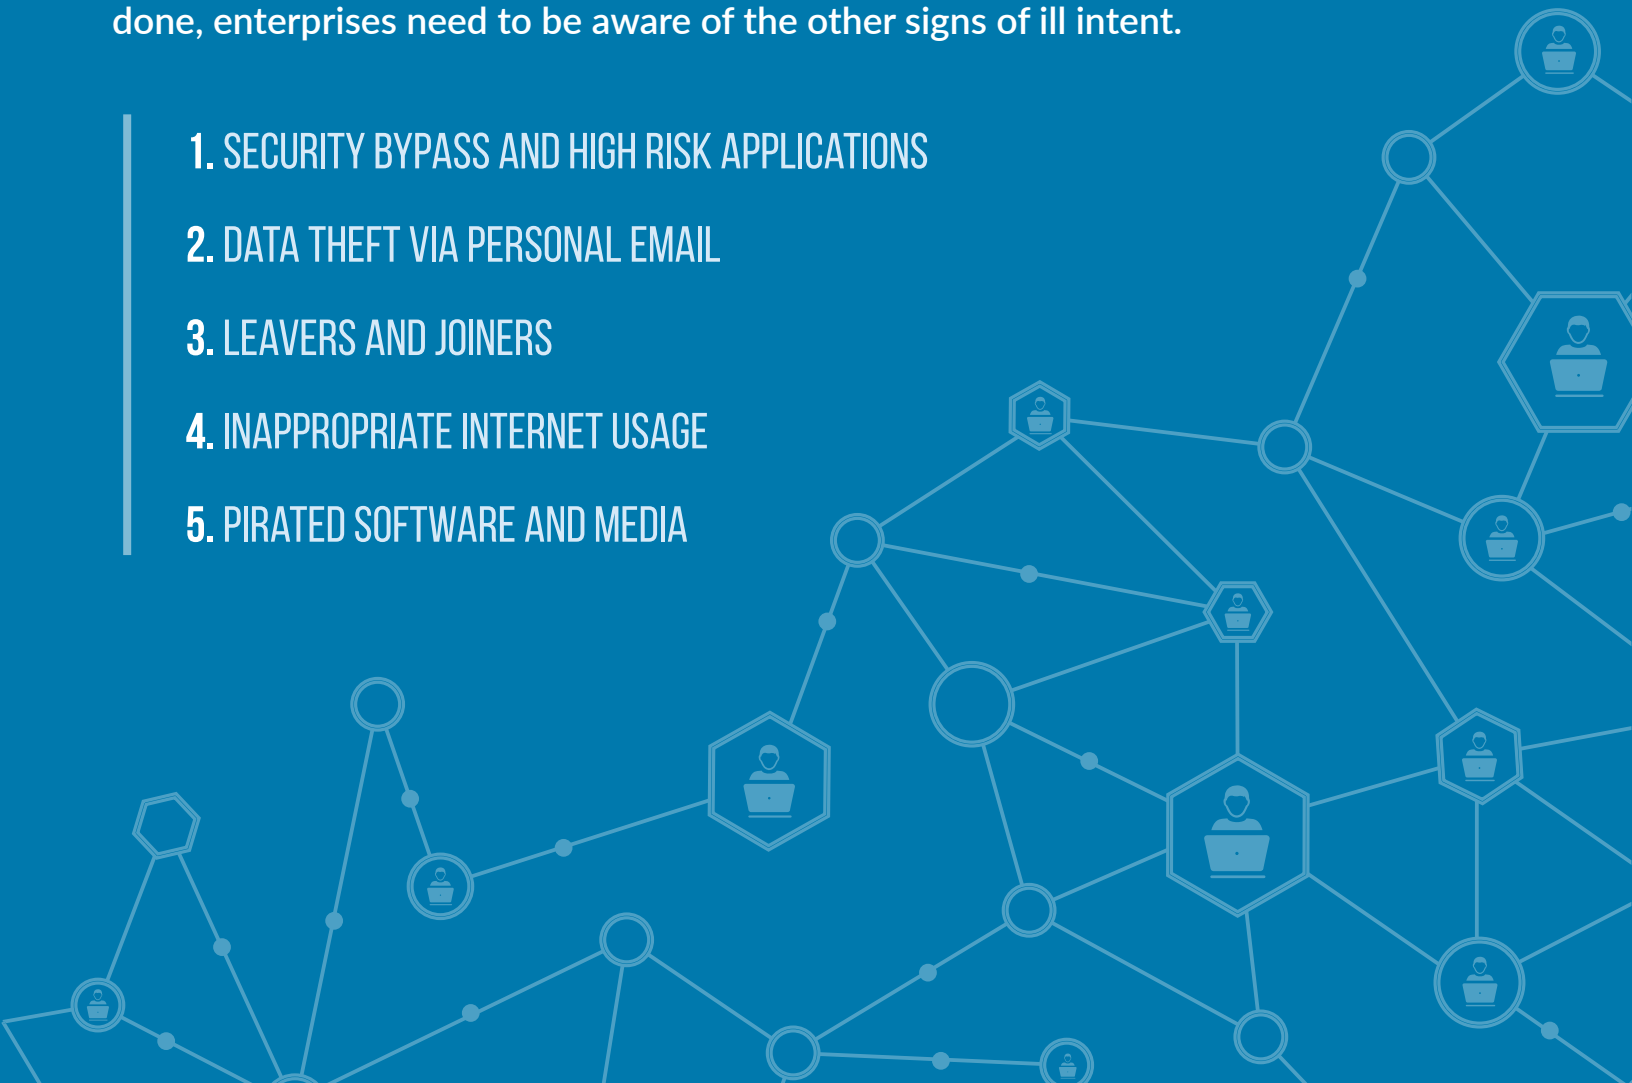 done, enterprises need to be aware of the other signs of ill intent.
1. SECURITY BYPASS AND HIGH RISK APPLICATIONS
2. DATA THEFT VIA PERSONAL EMAIL
3. LEAVERS AND JOINERS
4. INAPPROPRIATE INTERNET USAGE
5. PIRATED SOFTWARE AND MEDIA